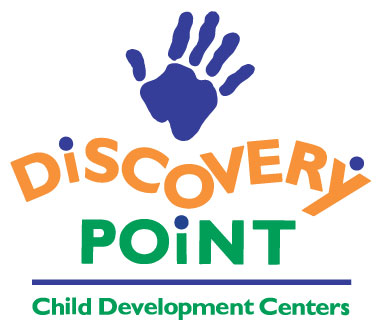 DiSCOVERy
POiNT
Child Development Centers